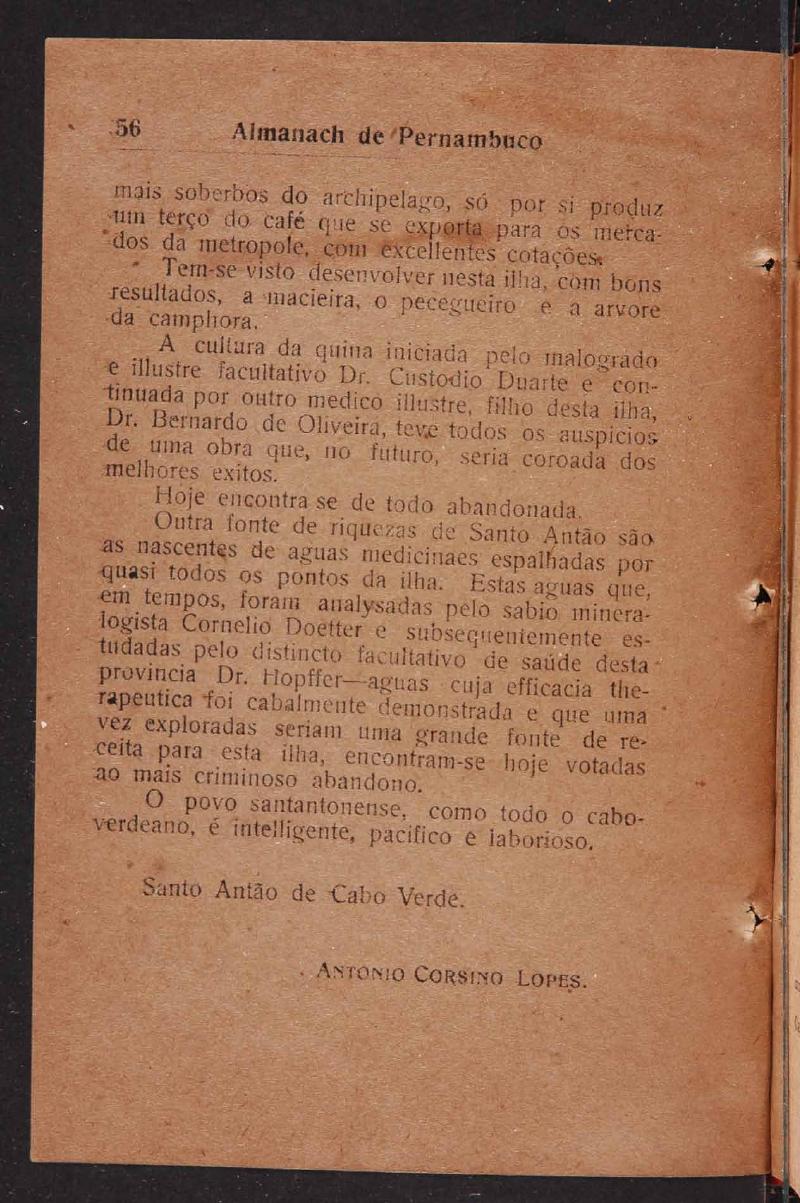 56 Almanach de Pernambuco
mais soberbos do archipelago, só por si produz
um terço do café que se exporta para os merca-
dos da metropole, com excellentes cotações.
Tem-se visto desenvolver nesta ilha, com bons
resultados, a macieira, o pecegueiro e a arvore
da camphora.
A cultura da quina iniciada pelo malogrado
e illustre facultativo Dr. Custodio Duarte e con-
tinuada por outro medico illustre, filho desta ilha,
Dr. Bernardo de Oliveira, teve todos os auspicios
de uma obra que, no futuro, seria coroada dos
melhores exitos.
Hoje encontra se de todo abandonada.
Outra fonte de riquezas de Santo Antão são
as nascentes de aguas medicinaes espalhadas por
quasi todos os pontos da ilha. Estas aguas que,
em tempos, foram analysadas pelo sabio minera-
logista Cornelio Doetter e subsequentemente es-
tudadas pelo distincto facultativo de saúde desta
provincia Dr. Hopffer—aguas cuja efficacia the-
rapeutica foi cabalmente demonstrada e que uma
vez exploradas seriam uma grande fonte de re-
ceita para esta ilha, encontram-se hoje votadas
ao mais criminoso abandono.
O povo santantonense, como todo o cabo-
verdeano, é intelligente, pacifico e laborioso.
Santo Antão de Cabo Verde.
ANTONIO CORSINO LOPES.